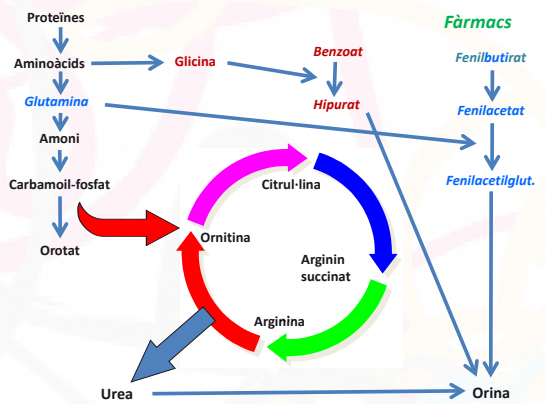 Proteïnes
Fàrmacs
Aminoàcids
Glicina
Benzoat
Fenilbutirat
Glutamina
Hipurat
Fenilacetat
Amoni
Carbamoil-fosfat
Citrul·lina
Fenilacetilglut.
Orotat
Ornitina
Arginin
succinat
Arginina
Urea
Orina